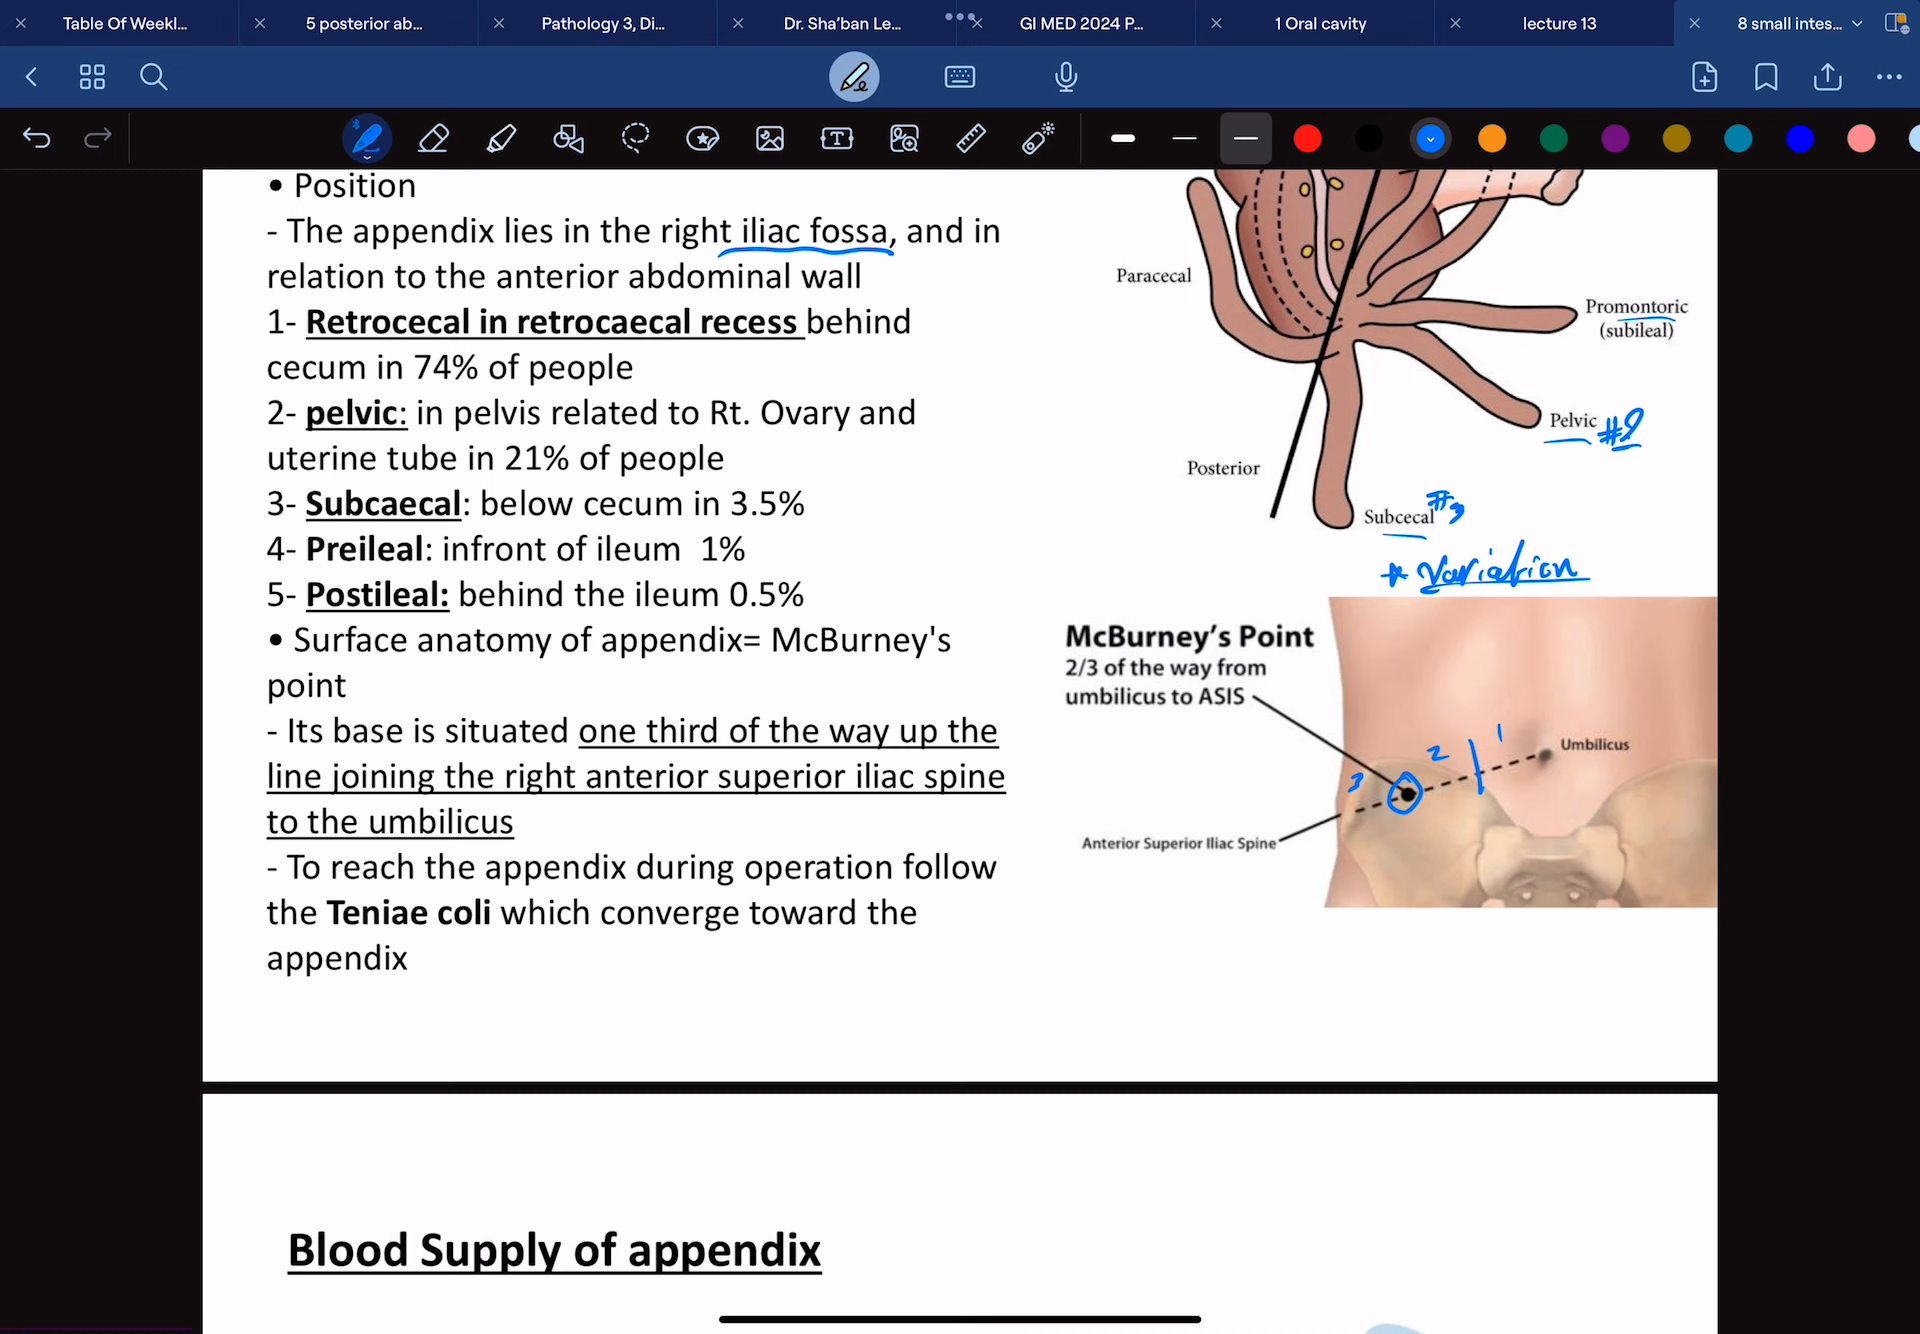 Table Of Weekl...
5 posterior ab...
Pathology 3, Di...
Dr. Sha'ban Le...
GI MED 2024 P...
1 Oral cavity
lecture 13
8 small intes...
• Position
- The appendix lies in the right iliac fossa, and in
relation to the anterior abdominal wall
1- Retrocecal in retrocaecal recess behind
cecum in 74% of people
2- pelvic: in pelvis related to Rt. Ovary and
uterine tube in 21% of people
3- Subcaecal: below cecum in 3.5%
4- Preileal: infront of ileum 1%
5- Postileal: behind the ileum 0.5%
• Surface anatomy of appendix= McBurney's
point
- Its base is situated one third of the way up the
line joining the right anterior superior iliac spine
to the umbilicus
- To reach the appendix during operation follow
the Teniae coli which converge toward the
appendix
Paracecal
Promontoric
(subileal)
Pelvic #2
Posterior
Subcecal #3
* Variation
McBurney's Point
2/3 of the way from
umbilicus to ASIS
1
2
3
Umbilicus
Anterior Superior Iliac Spine
Blood Supply of appendix